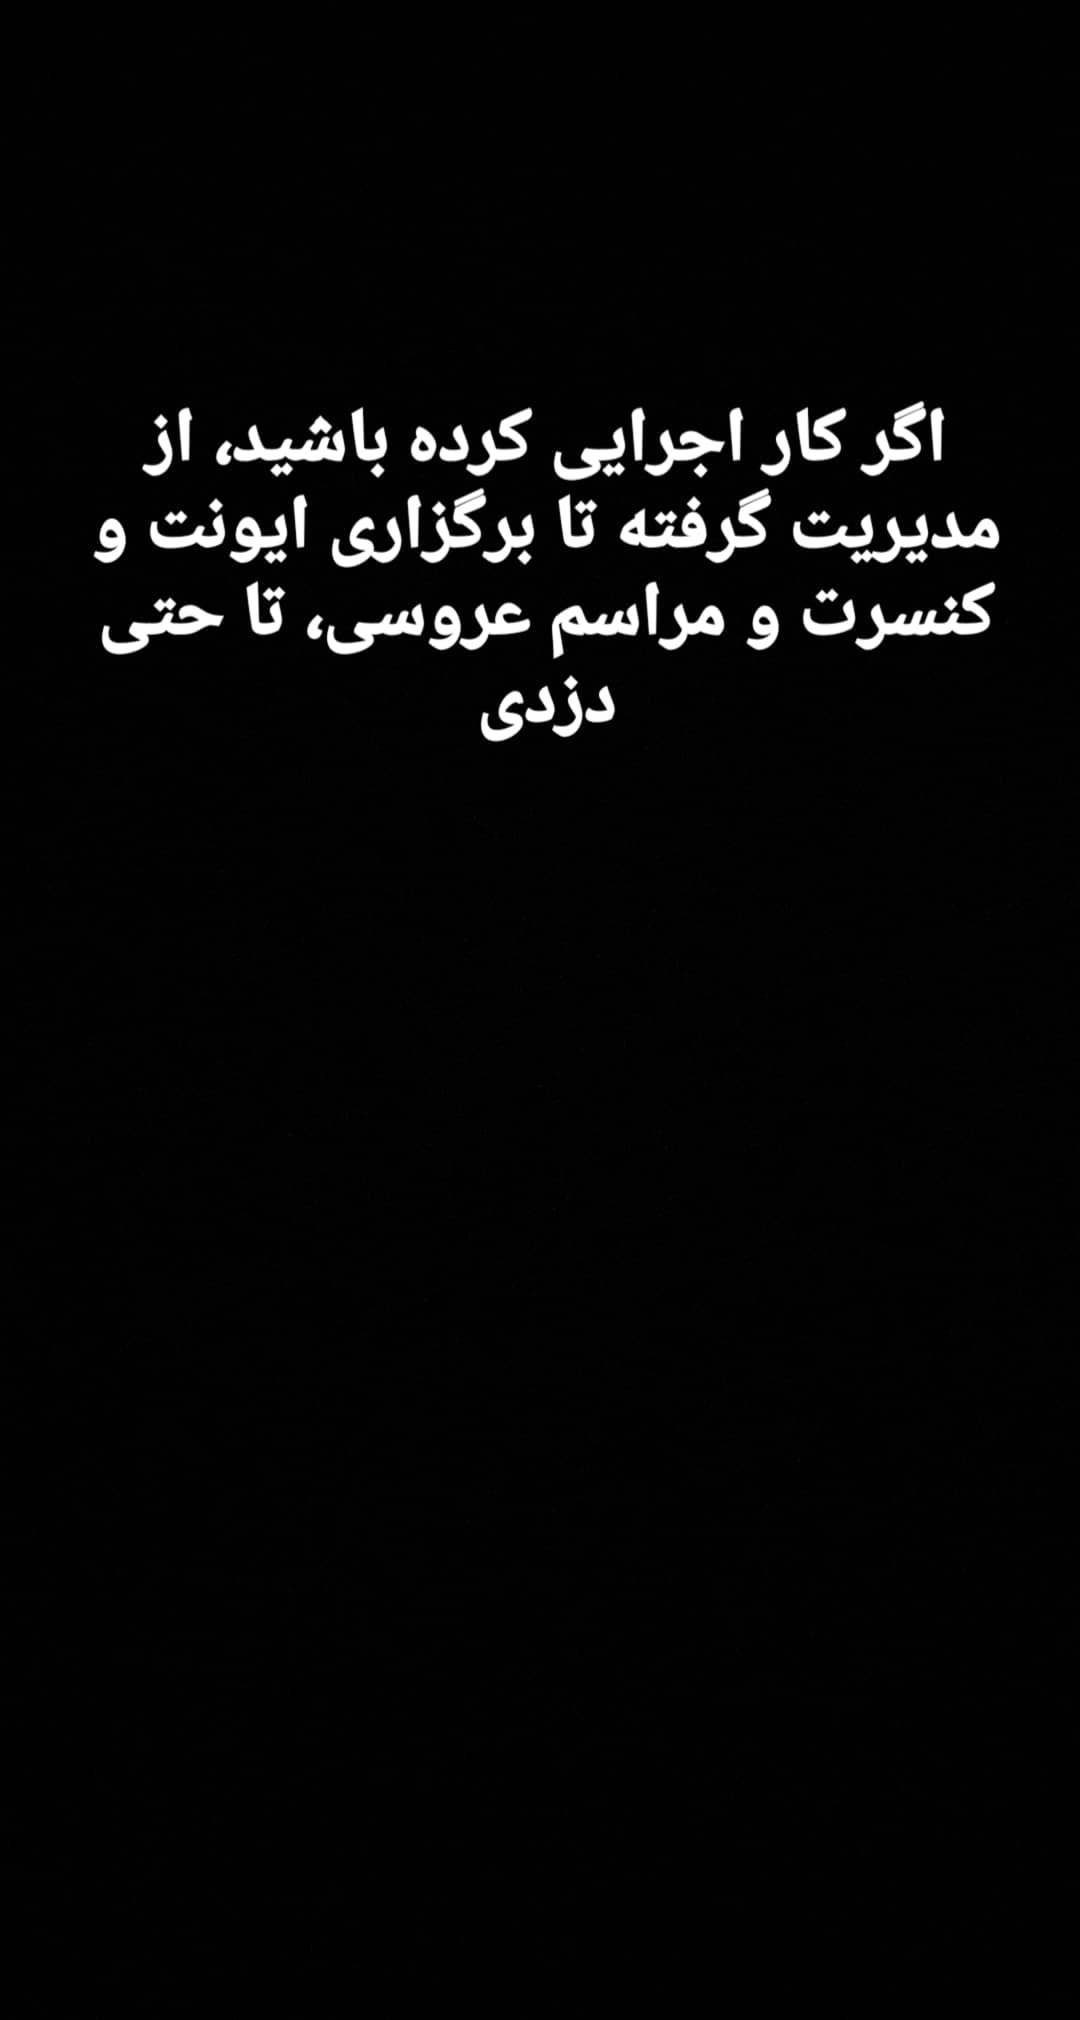 اگر کار اجرایی کرده باشید، از
مدیریت گرفته تا برگزاری ایونت و
کنسرت و مراسم عروسی، تا حتی
دزدی